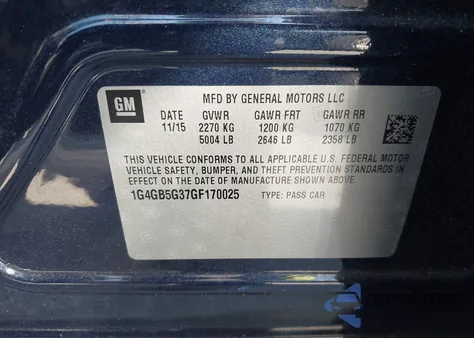 GM
MFD BY GENERAL MOTORS LLC
DATE GVWR GAWR FRT GAWR RR
11/15 2270 KG 1200 KG 1070 KG
5004 LB 2646 LB 2358 LB
THIS VEHICLE CONFORMS TO ALL APPLICABLE U.S. FEDERAL MOTOR
VEHICLE SAFETY, BUMPER, AND THEFT PREVENTION STANDARDS IN
EFFECT ON THE DATE OF MANUFACTURE SHOWN ABOVE.
1G4GB5G37GF170025 TYPE: PASS CAR